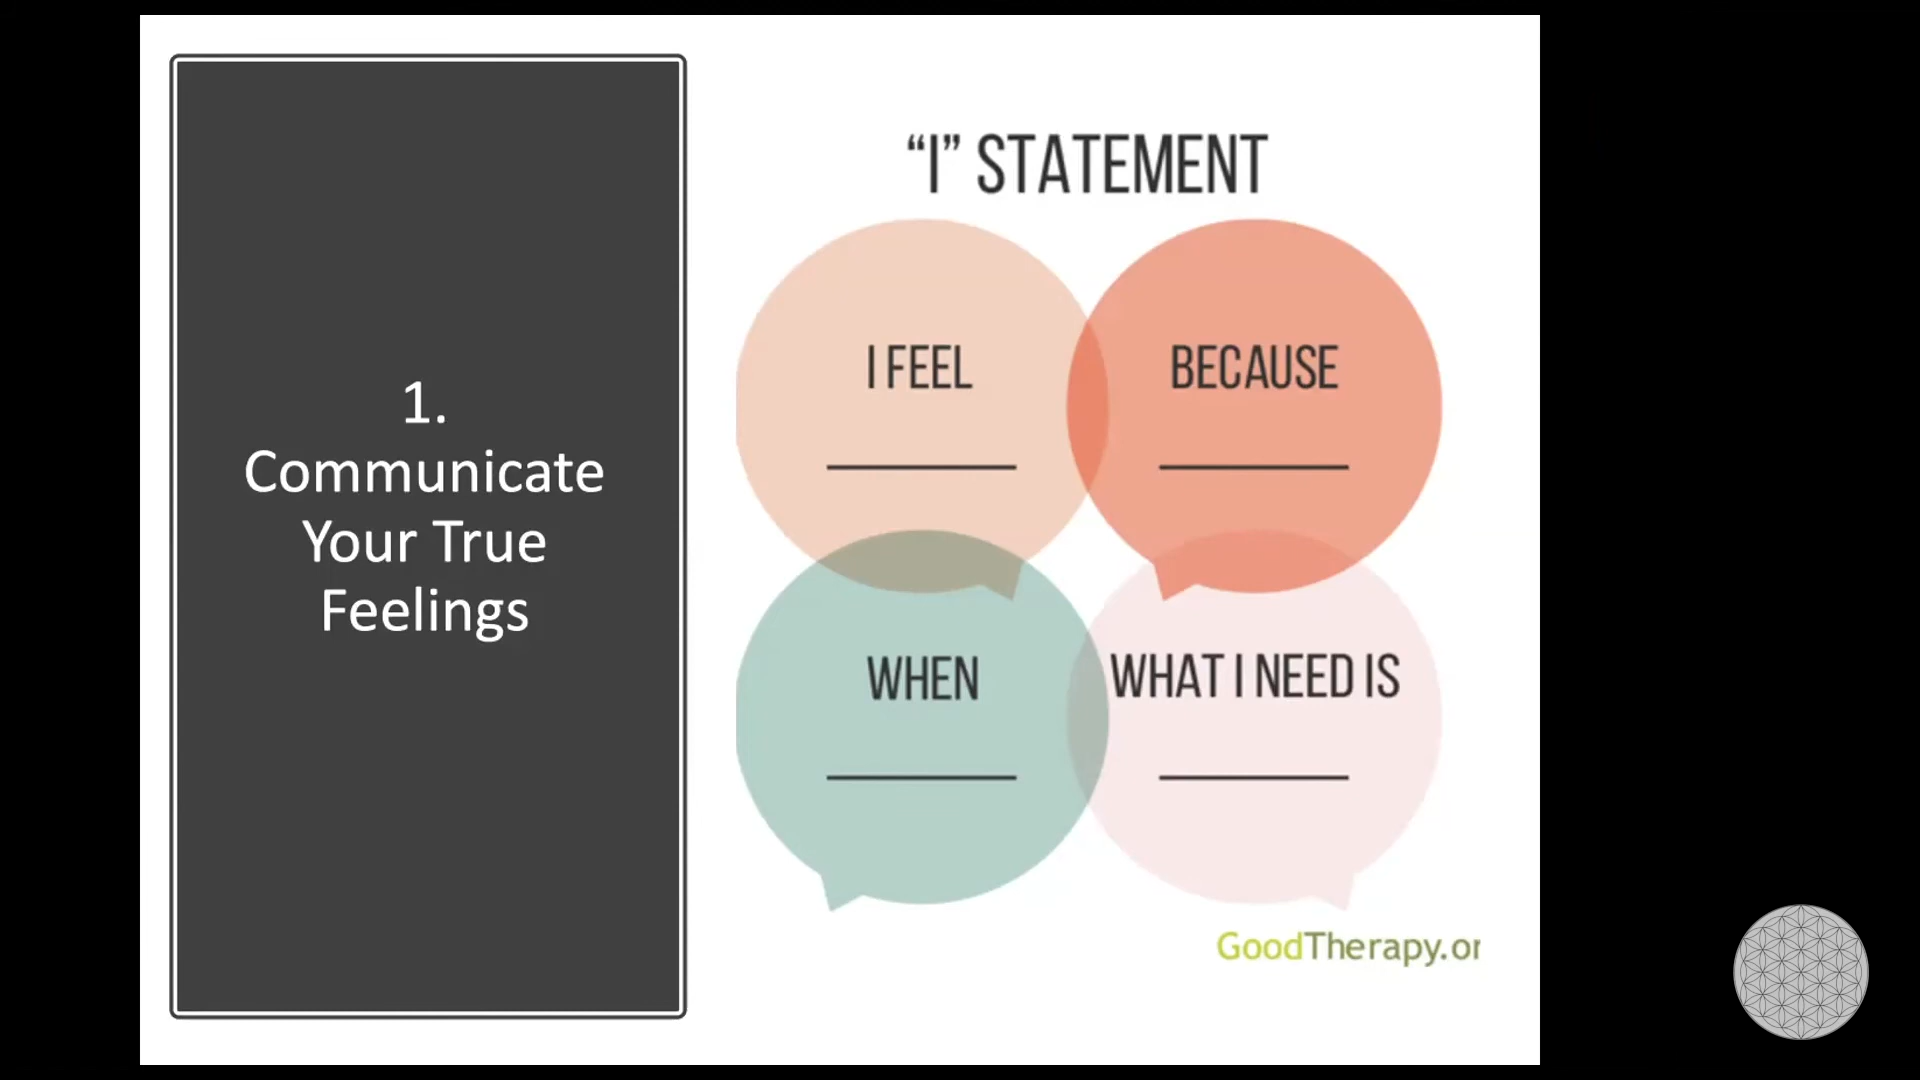 1.
Communicate
Your True
Feelings
“I” STATEMENT
I FEEL
BECAUSE
WHEN
WHAT I NEED IS
GoodTherapy.or